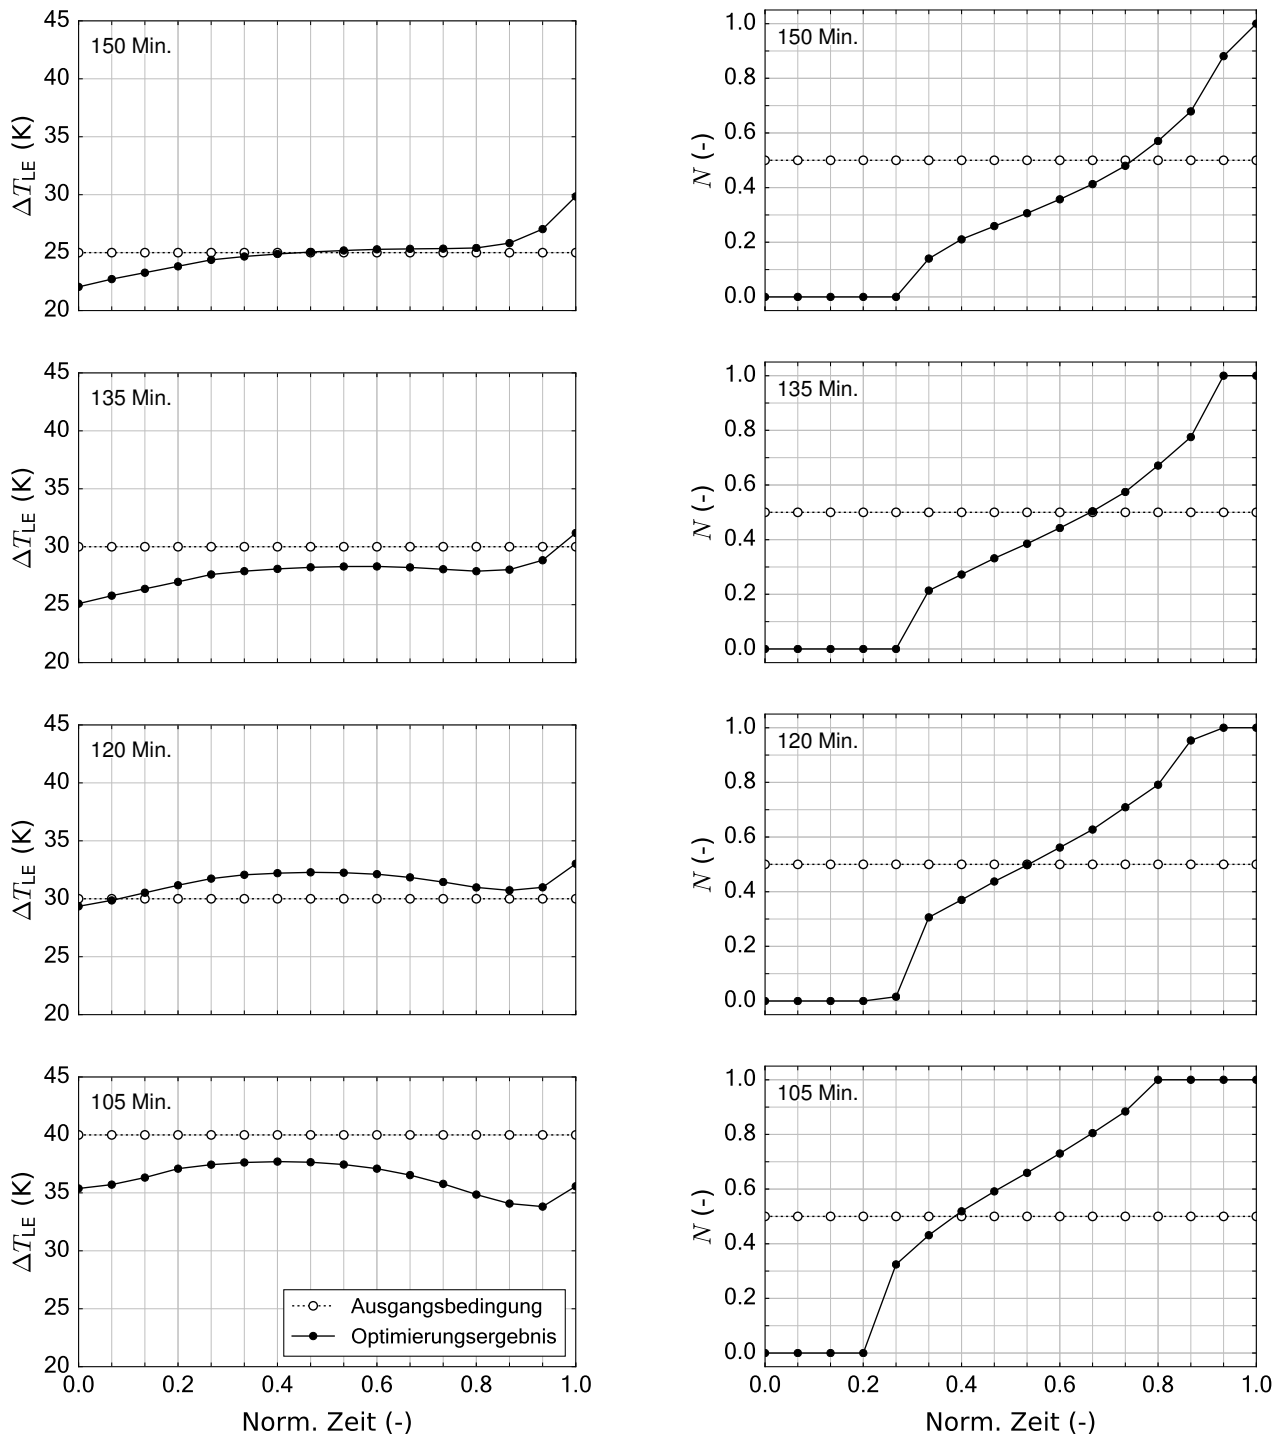 150 Min.
45
40
35
30
25
20
ΔT_LE (K)
150 Min.
1.0
0.8
0.6
0.4
0.2
0.0
N (-)
135 Min.
45
40
35
30
25
20
ΔT_LE (K)
135 Min.
1.0
0.8
0.6
0.4
0.2
0.0
N (-)
120 Min.
45
40
35
30
25
20
ΔT_LE (K)
120 Min.
1.0
0.8
0.6
0.4
0.2
0.0
N (-)
105 Min.
45
40
35
30
25
20
ΔT_LE (K)
Ausgangsbedingung
Optimierungsergebnis
0.0 0.2 0.4 0.6 0.8 1.0
Norm. Zeit (-)
105 Min.
1.0
0.8
0.6
0.4
0.2
0.0
N (-)
0.0 0.2 0.4 0.6 0.8 1.0
Norm. Zeit (-)